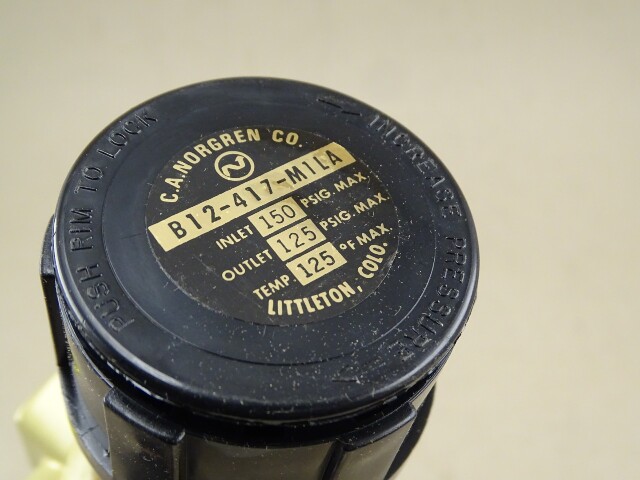 C.A.NORGREN CO.
B12-417-M1LA
INLET 150 PSIG. MAX.
OUTLET 125 PSIG. MAX.
TEMP. 125 °F MAX.
LITTLETON, COLO.
PUSH RIM TO LOCK
INCREASE PRESSURE